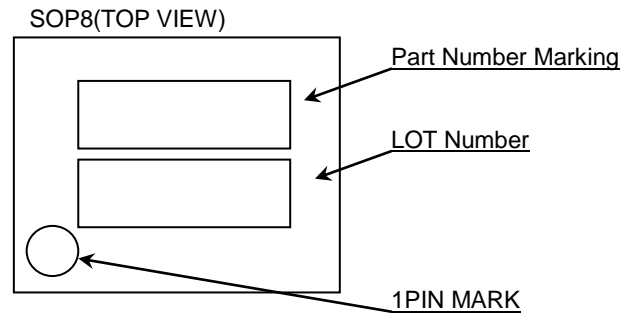 SOP8(TOP VIEW)
Part Number Marking
LOT Number
1PIN MARK